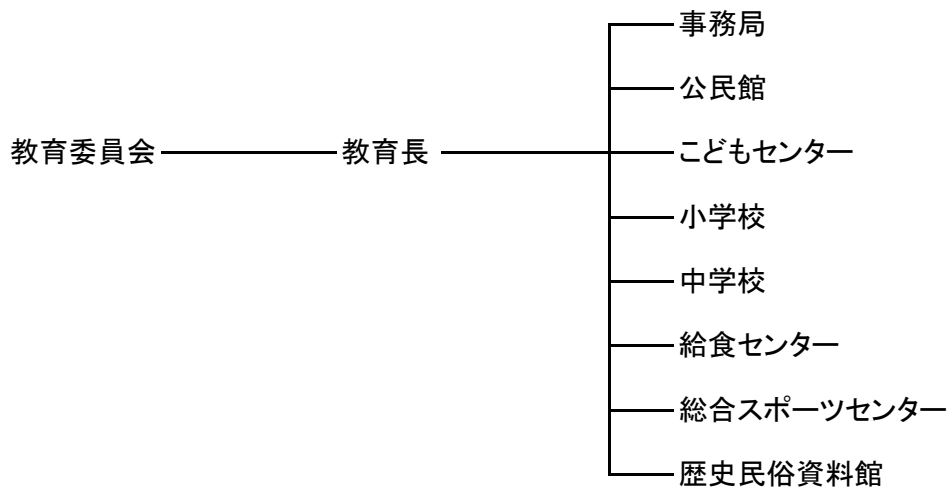 事務局
公民館
教育委員会 教育長 こどもセンター
小学校
中学校
給食センター
総合スポーツセンター
歴史民俗資料館